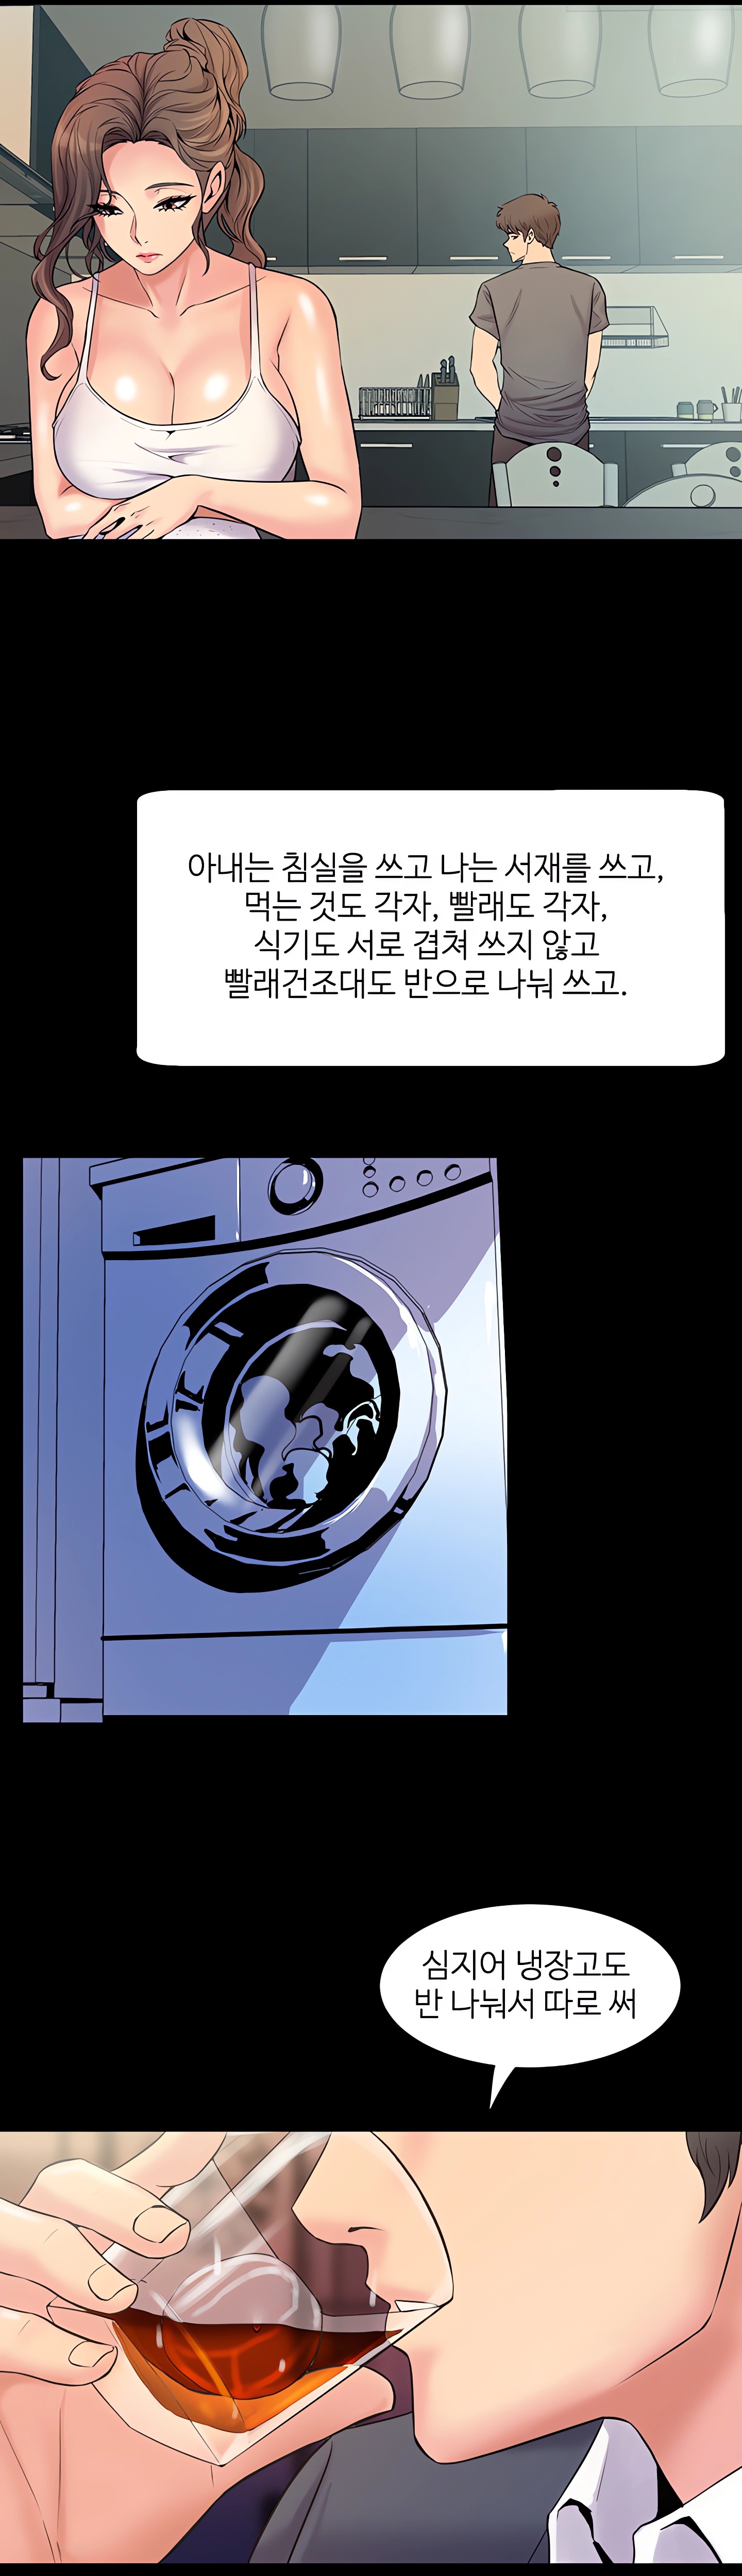 아내는 침실을 쓰고 나는 서재를 쓰고,
먹는 것도 각자, 빨래도 각자,
식기도 서로 겹쳐 쓰지 않고
빨래건조대도 반으로 나눠 쓰고.
심지어 냉장고도
반 나눠서 따로 써